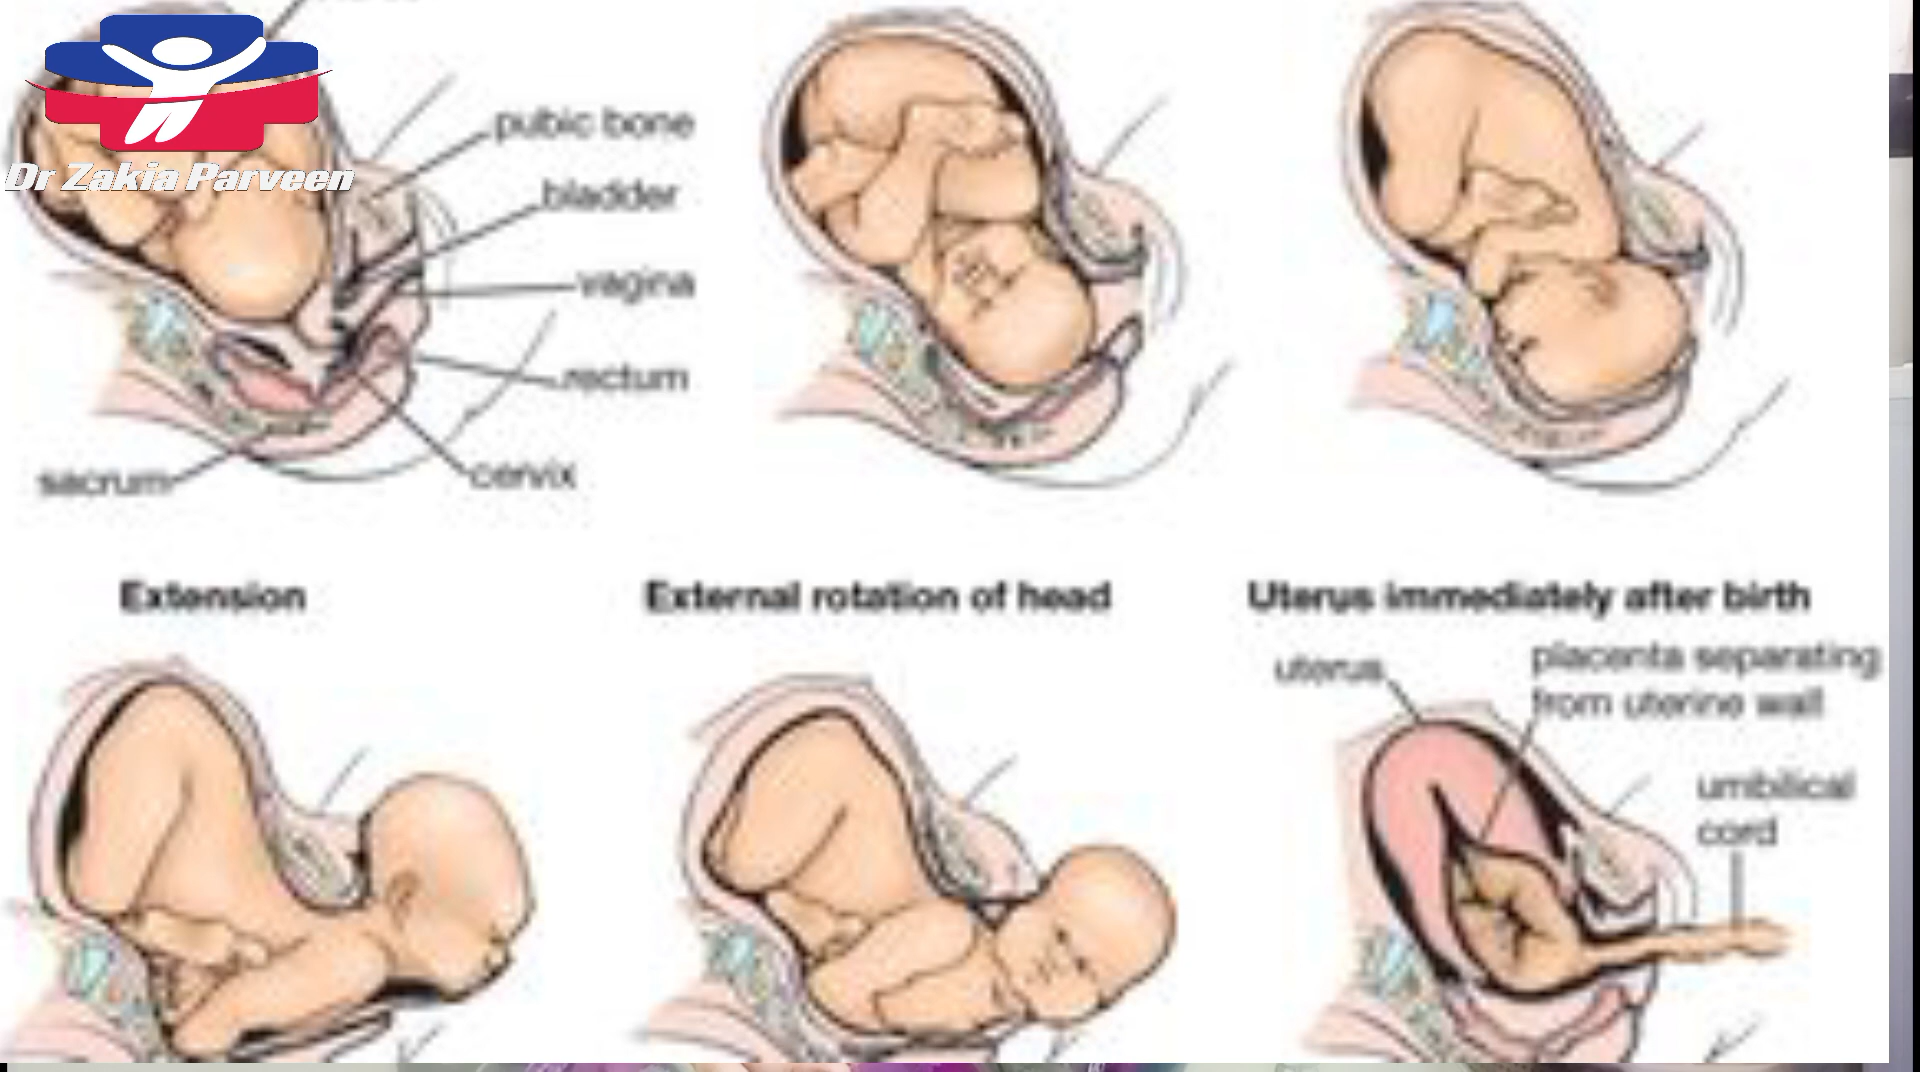 Dr Zakia Parveen
pubic bone
bladder
vagina
rectum
cervix
sacrum
Extension
External rotation of head
Uterus immediately after birth
uterus
placenta separating
from uterine wall
umbilical
cord